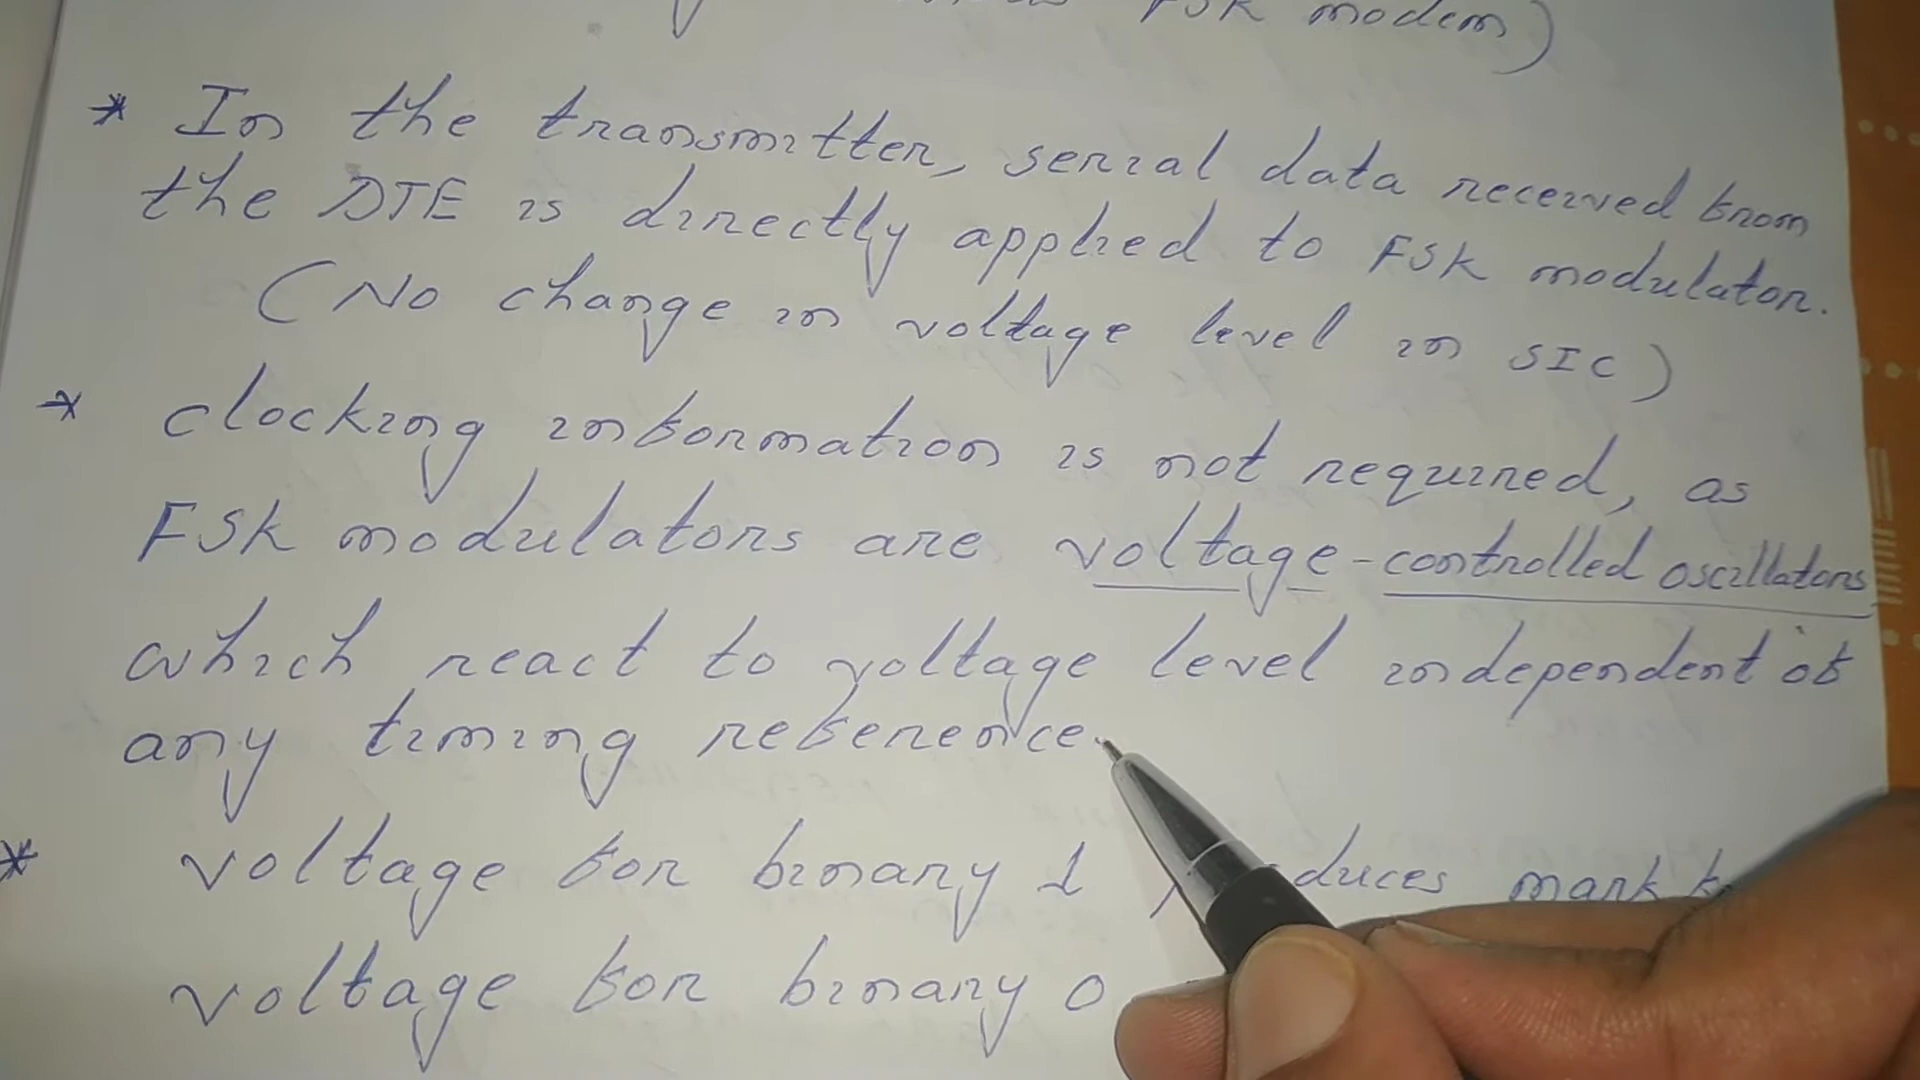 FSK modem)
* In the transmitter, serial data received from
the DTE is directly applied to FSK modulator.
(No change in voltage level in SIC)
* clocking information is not required, as
FSK modulators are voltage-controlled oscillators
which react to voltage level independent of
any timing reference.
* voltage for binary 1 mark
voltage for binary 0